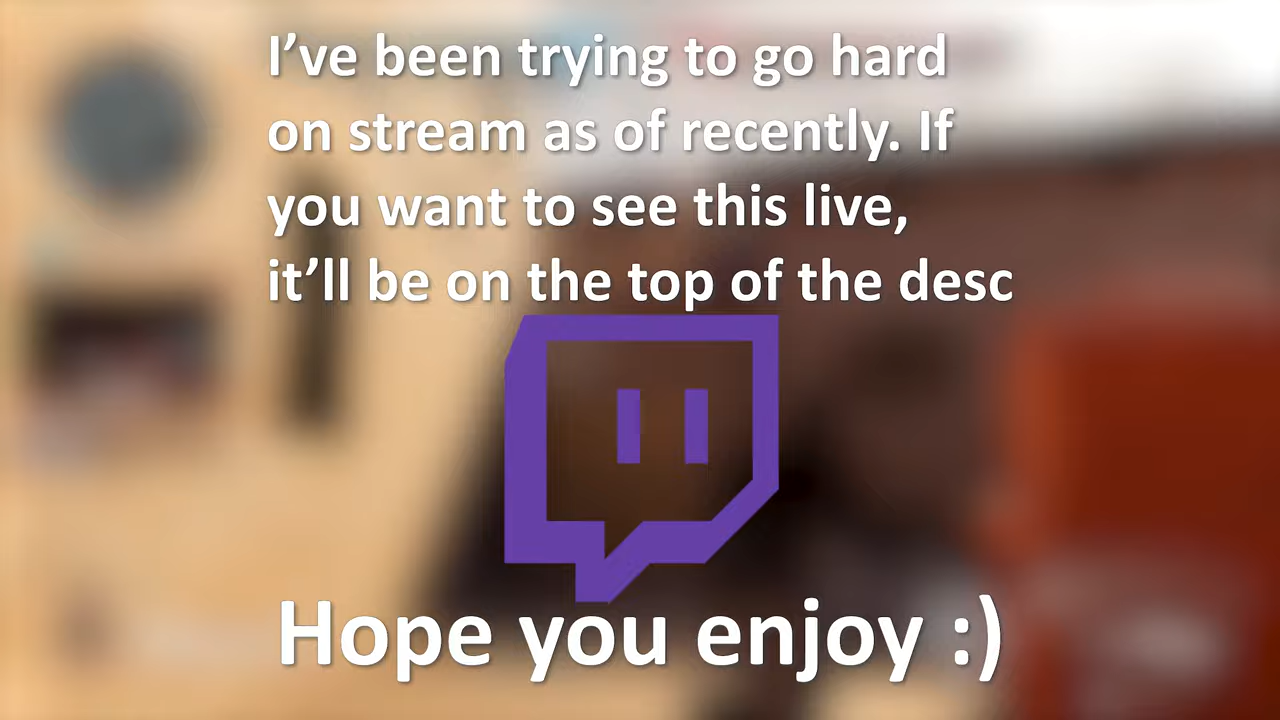 I’ve been trying to go hard
on stream as of recently. If
you want to see this live,
it’ll be on the top of the desc
Hope you enjoy :)